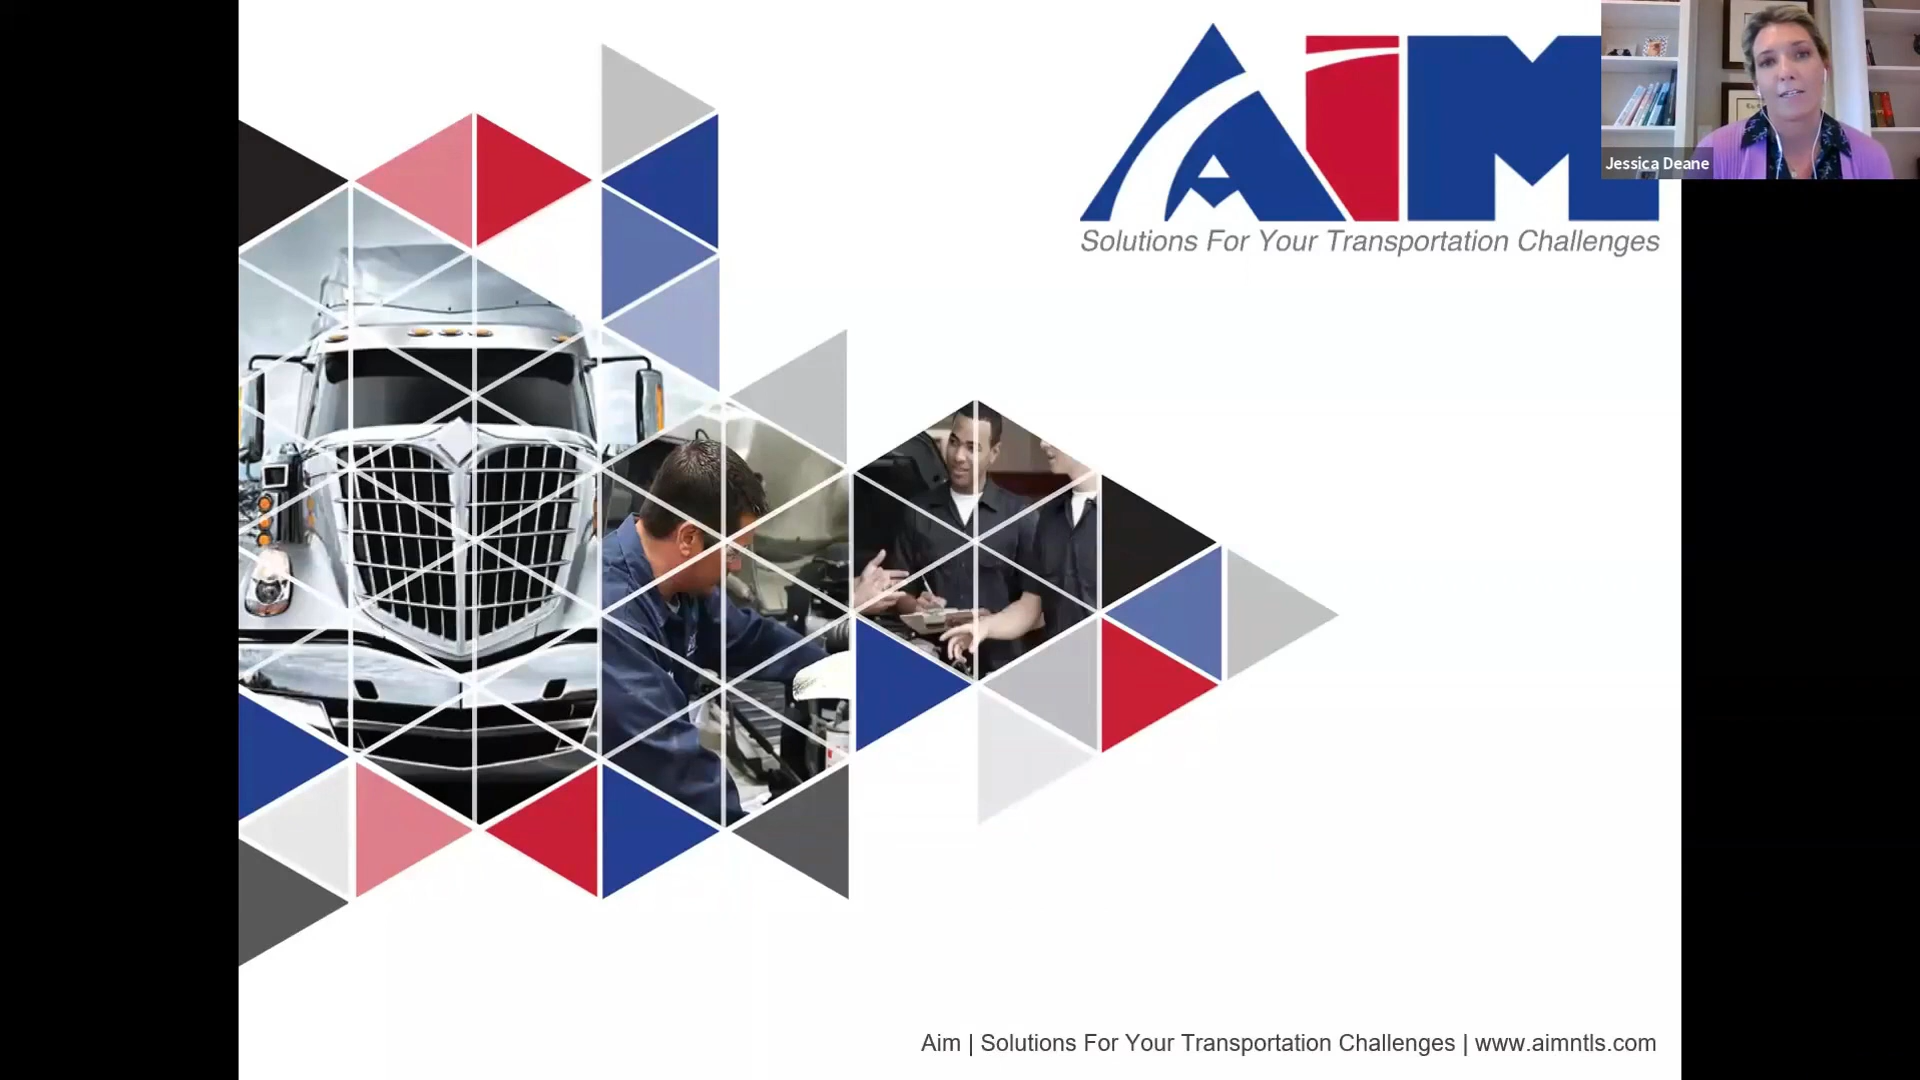 AiM
Jessica Deane
Solutions For Your Transportation Challenges
Aim | Solutions For Your Transportation Challenges | www.aimntls.com